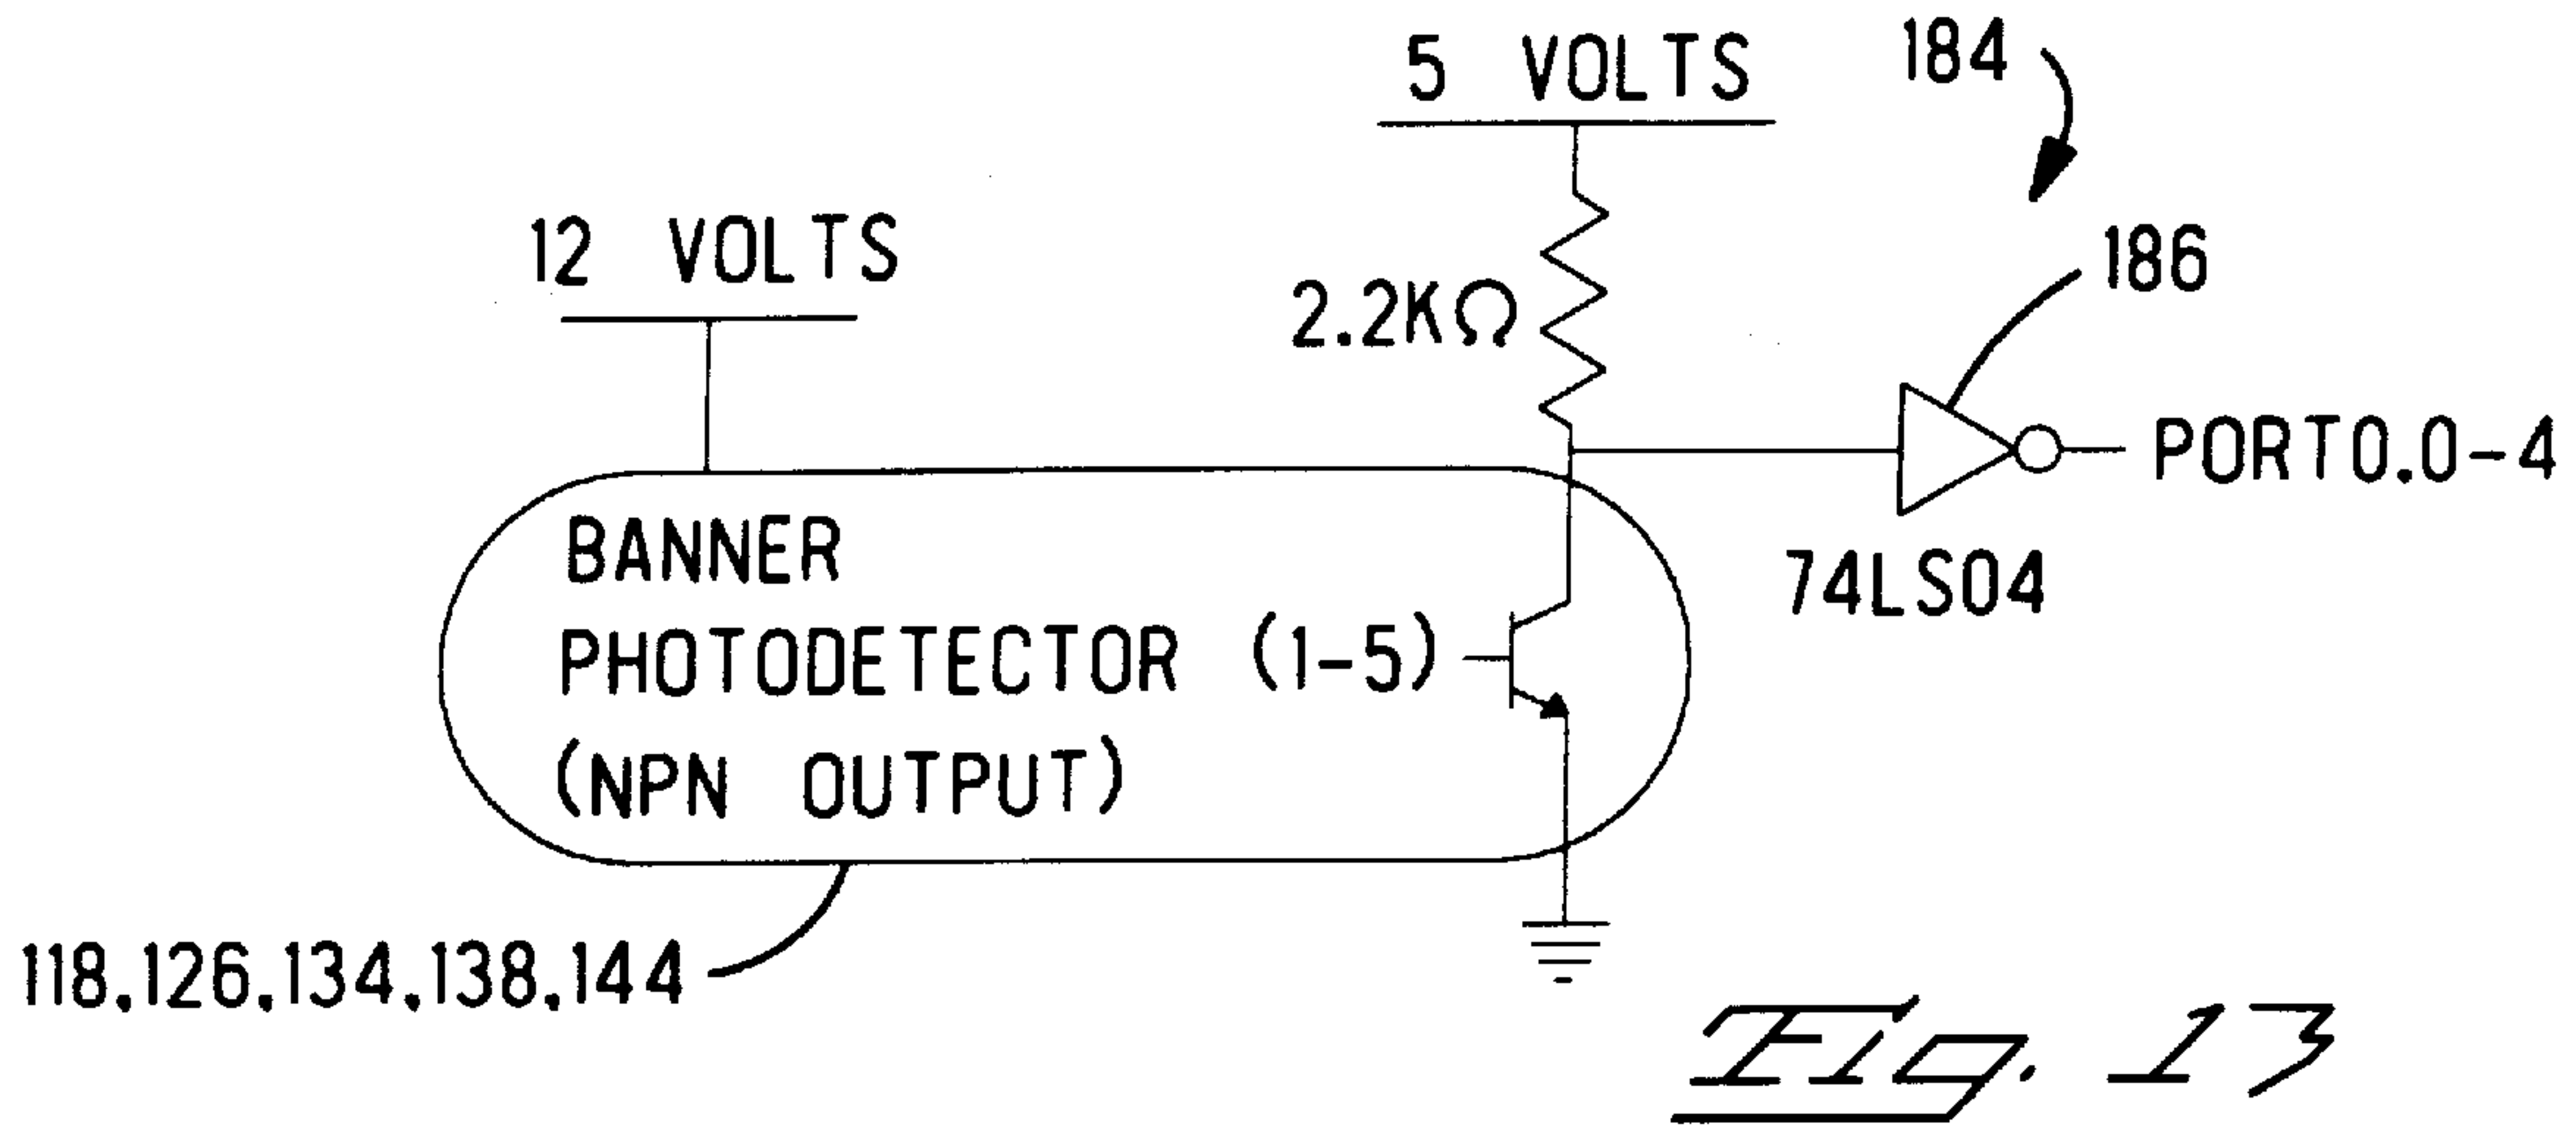 5 VOLTS
184
12 VOLTS
186
2.2KΩ
PORT0.0-4
BANNER
PHOTODETECTOR (1-5)
(NPN OUTPUT)
74LS04
118,126,134,138,144
Fig. 13